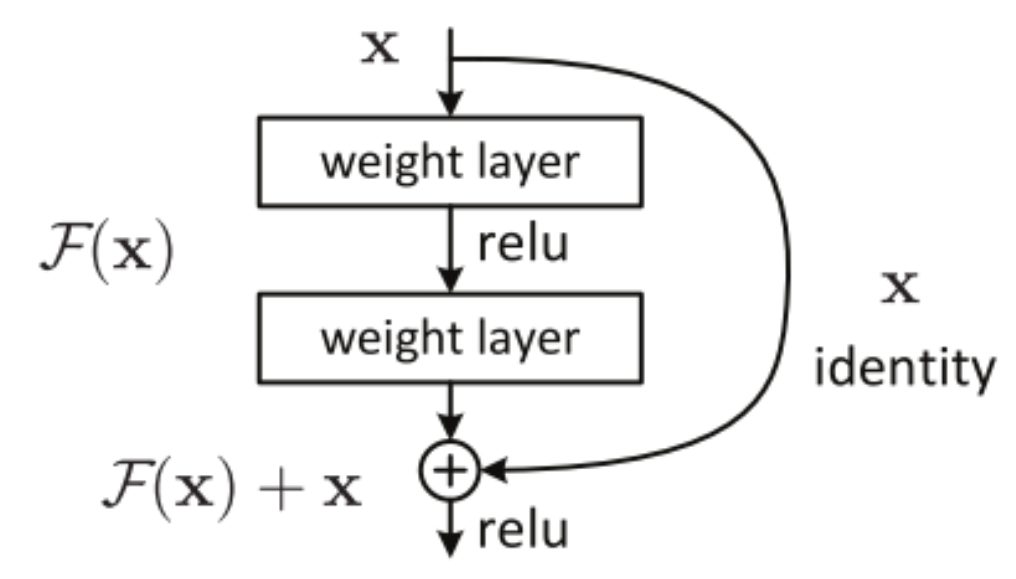 x
weight layer
F(x)
relu
x
weight layer
identity
F(x) + x
relu